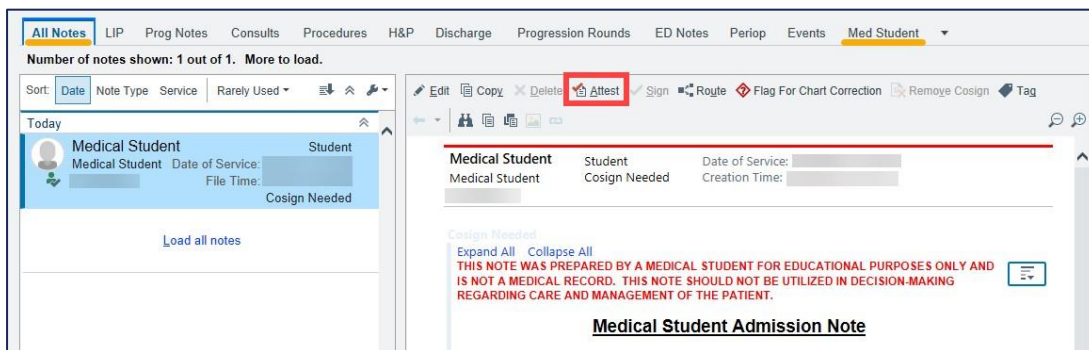 All Notes LIP Prog Notes Consults Procedures H&P Discharge Progression Rounds ED Notes Periop Events Med Student
Number of notes shown: 1 out of 1. More to load.
Sort: Date Note Type Service Rarely Used
Edit Copy Delete Attest Sign Route Flag For Chart Correction Remove Cosign Tag
Today
Medical Student Student
Medical Student Date of Service:
File Time:
Cosign Needed
Load all notes
Medical Student Student Date of Service:
Medical Student Cosign Needed Creation Time:
Cosign Needed
Expand All Collapse All
THIS NOTE WAS PREPARED BY A MEDICAL STUDENT FOR EDUCATIONAL PURPOSES ONLY AND
IS NOT A MEDICAL RECORD. THIS NOTE SHOULD NOT BE UTILIZED IN DECISION-MAKING
REGARDING CARE AND MANAGEMENT OF THE PATIENT.
Medical Student Admission Note